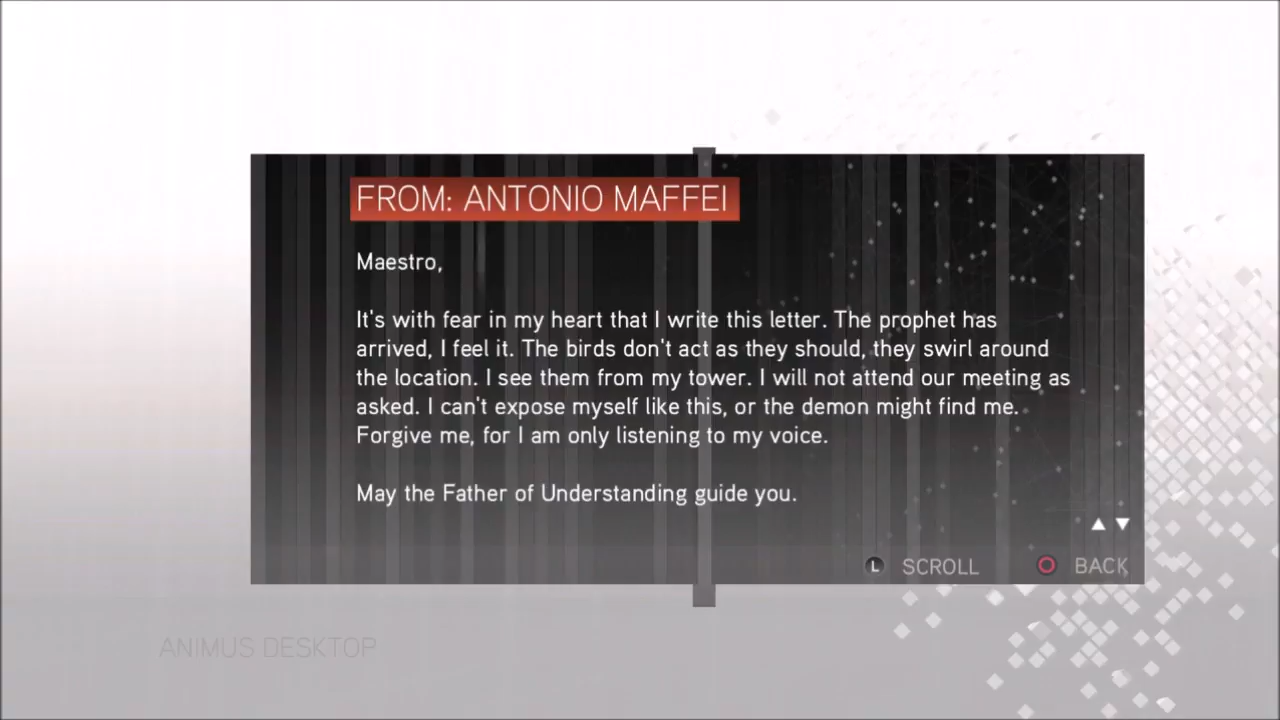 FROM: ANTONIO MAFFEI
Maestro,
It's with fear in my heart that I write this letter. The prophet has
arrived, I feel it. The birds don't act as they should, they swirl around
the location. I see them from my tower. I will not attend our meeting as
asked. I can't expose myself like this, or the demon might find me.
Forgive me, for I am only listening to my voice.
May the Father of Understanding guide you.
L SCROLL BACK
ANIMUS DESKTOP